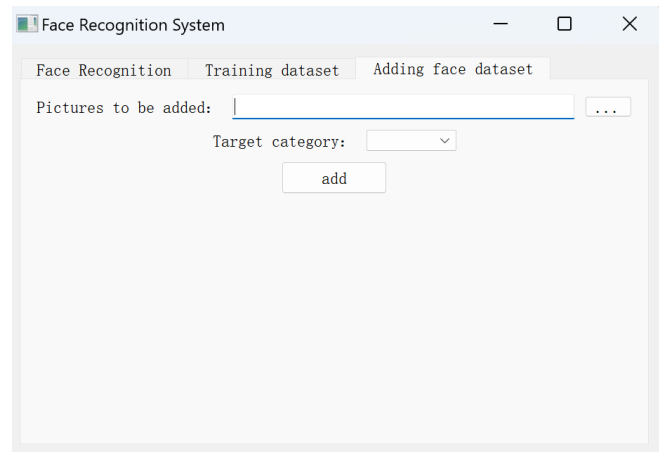 Face Recognition System
Face Recognition Training dataset Adding face dataset
Pictures to be added: ...
Target category:
add